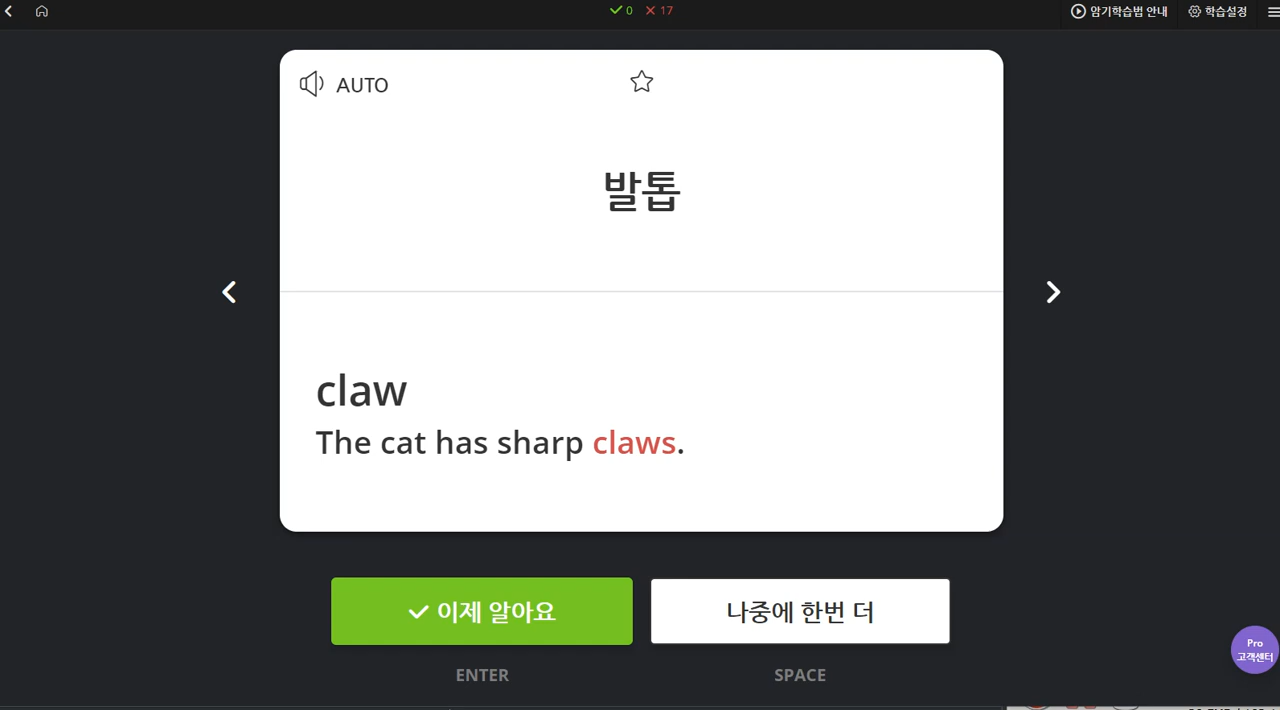 0 17 암기학습법 안내 학습설정
AUTO
발톱
claw
The cat has sharp claws.
이제 알아요 나중에 한번 더
ENTER SPACE
Pro
고객센터